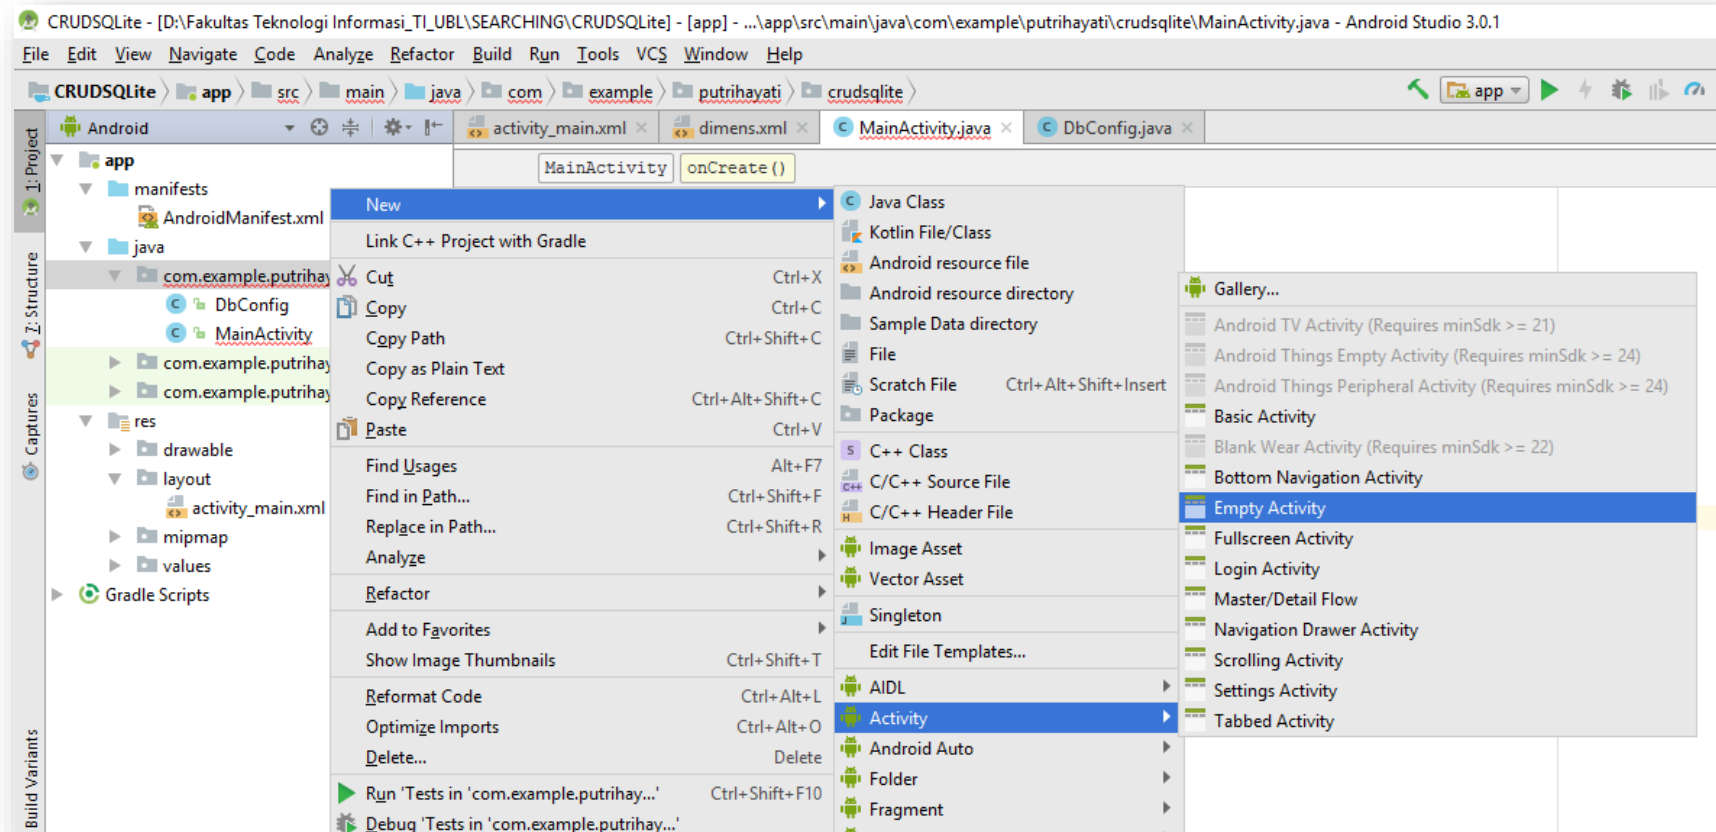 CRUDSQLite - [D:\Fakultas Teknologi Informasi_TI_UBL\SEARCHING\CRUDSQLite] - [app] - ...\app\src\main\java\com\example\putrihayati\crudsqlite\MainActivity.java - Android Studio 3.0.1
File Edit View Navigate Code Analyze Refactor Build Run Tools VCS Window Help
CRUDSQLite app src main java com example putrihayati crudsqlite app
Android activity_main.xml dimens.xml MainActivity.java DbConfig.java
MainActivity onCreate()
1: Project
7: Structure
Captures
Build Variants
app
manifests
AndroidManifest.xml
java
com.example.putrihay
DbConfig
MainActivity
com.example.putrihay
com.example.putrihay
res
drawable
layout
activity_main.xml
mipmap
values
Gradle Scripts
New
Link C++ Project with Gradle
Cut Ctrl+X
Copy Ctrl+C
Copy Path Ctrl+Shift+C
Copy as Plain Text
Copy Reference Ctrl+Alt+Shift+C
Paste Ctrl+V
Find Usages Alt+F7
Find in Path... Ctrl+Shift+F
Replace in Path... Ctrl+Shift+R
Analyze
Refactor
Add to Favorites
Show Image Thumbnails Ctrl+Shift+T
Reformat Code Ctrl+Alt+L
Optimize Imports Ctrl+Alt+O
Delete... Delete
Run 'Tests in 'com.example.putrihay...' Ctrl+Shift+F10
Debug 'Tests in 'com.example.putrihay...'
Java Class
Kotlin File/Class
Android resource file
Android resource directory
Sample Data directory
File
Scratch File Ctrl+Alt+Shift+Insert
Package
C++ Class
C/C++ Source File
C/C++ Header File
Image Asset
Vector Asset
Singleton
Edit File Templates...
AIDL
Activity
Android Auto
Folder
Fragment
Gallery...
Android TV Activity (Requires minSdk >= 21)
Android Things Empty Activity (Requires minSdk >= 24)
Android Things Peripheral Activity (Requires minSdk >= 24)
Basic Activity
Blank Wear Activity (Requires minSdk >= 22)
Bottom Navigation Activity
Empty Activity
Fullscreen Activity
Login Activity
Master/Detail Flow
Navigation Drawer Activity
Scrolling Activity
Settings Activity
Tabbed Activity